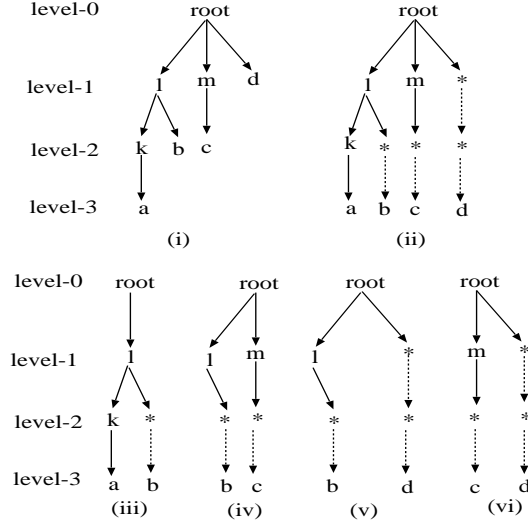 level-0 root root
level-1 l m d l m *
level-2 k b c k * * *
level-3 a a b c d
(i) (ii)
level-0 root root root root
level-1 l l m l * m *
level-2 k * * * * * * *
level-3 a b b c b d c d
(iii) (iv) (v) (vi)